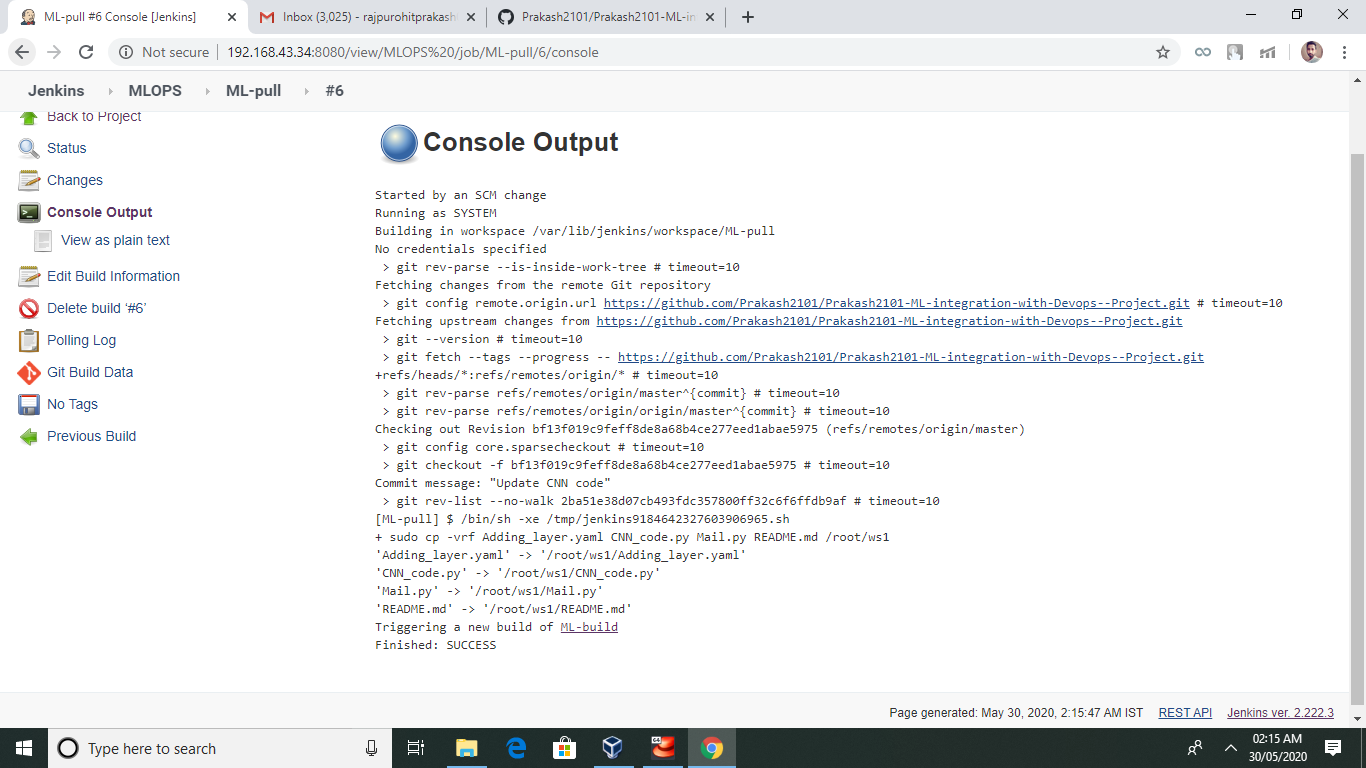 ML-pull #6 Console [Jenkins]
Inbox (3,025) - rajpurohitprakash
Prakash2101/Prakash2101-ML-in
Not secure | 192.168.43.34:8080/view/MLOPS%20/job/ML-pull/6/console
Jenkins MLOPS ML-pull #6
Back to Project
Status
Changes
Console Output
View as plain text
Edit Build Information
Delete build ‘#6’
Polling Log
Git Build Data
No Tags
Previous Build
Console Output
Started by an SCM change
Running as SYSTEM
Building in workspace /var/lib/jenkins/workspace/ML-pull
No credentials specified
> git rev-parse --is-inside-work-tree # timeout=10
Fetching changes from the remote Git repository
> git config remote.origin.url https://github.com/Prakash2101/Prakash2101-ML-integration-with-Devops--Project.git # timeout=10
Fetching upstream changes from https://github.com/Prakash2101/Prakash2101-ML-integration-with-Devops--Project.git
> git --version # timeout=10
> git fetch --tags --progress -- https://github.com/Prakash2101/Prakash2101-ML-integration-with-Devops--Project.git
+refs/heads/*:refs/remotes/origin/* # timeout=10
> git rev-parse refs/remotes/origin/master^{commit} # timeout=10
> git rev-parse refs/remotes/origin/origin/master^{commit} # timeout=10
Checking out Revision bf13f019c9feff8de8a68b4ce277eed1abae5975 (refs/remotes/origin/master)
> git config core.sparsecheckout # timeout=10
> git checkout -f bf13f019c9feff8de8a68b4ce277eed1abae5975 # timeout=10
Commit message: "Update CNN code"
> git rev-list --no-walk 2ba51e38d07cb493fdc357800ff32c6f6ffdb9af # timeout=10
[ML-pull] $ /bin/sh -xe /tmp/jenkins9184642327603906965.sh
+ sudo cp -vrf Adding_layer.yaml CNN_code.py Mail.py README.md /root/ws1
'Adding_layer.yaml' -> '/root/ws1/Adding_layer.yaml'
'CNN_code.py' -> '/root/ws1/CNN_code.py'
'Mail.py' -> '/root/ws1/Mail.py'
'README.md' -> '/root/ws1/README.md'
Triggering a new build of ML-build
Finished: SUCCESS
Page generated: May 30, 2020, 2:15:47 AM IST REST API Jenkins ver. 2.222.3
Type here to search
02:15 AM
30/05/2020